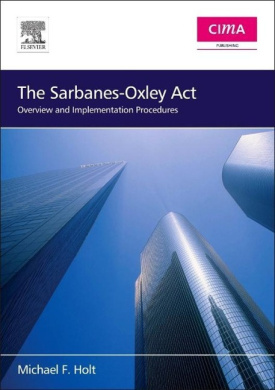 ELSEVIER
CIMA
PUBLISHING
The Sarbanes-Oxley Act
Overview and Implementation Procedures
Michael F. Holt